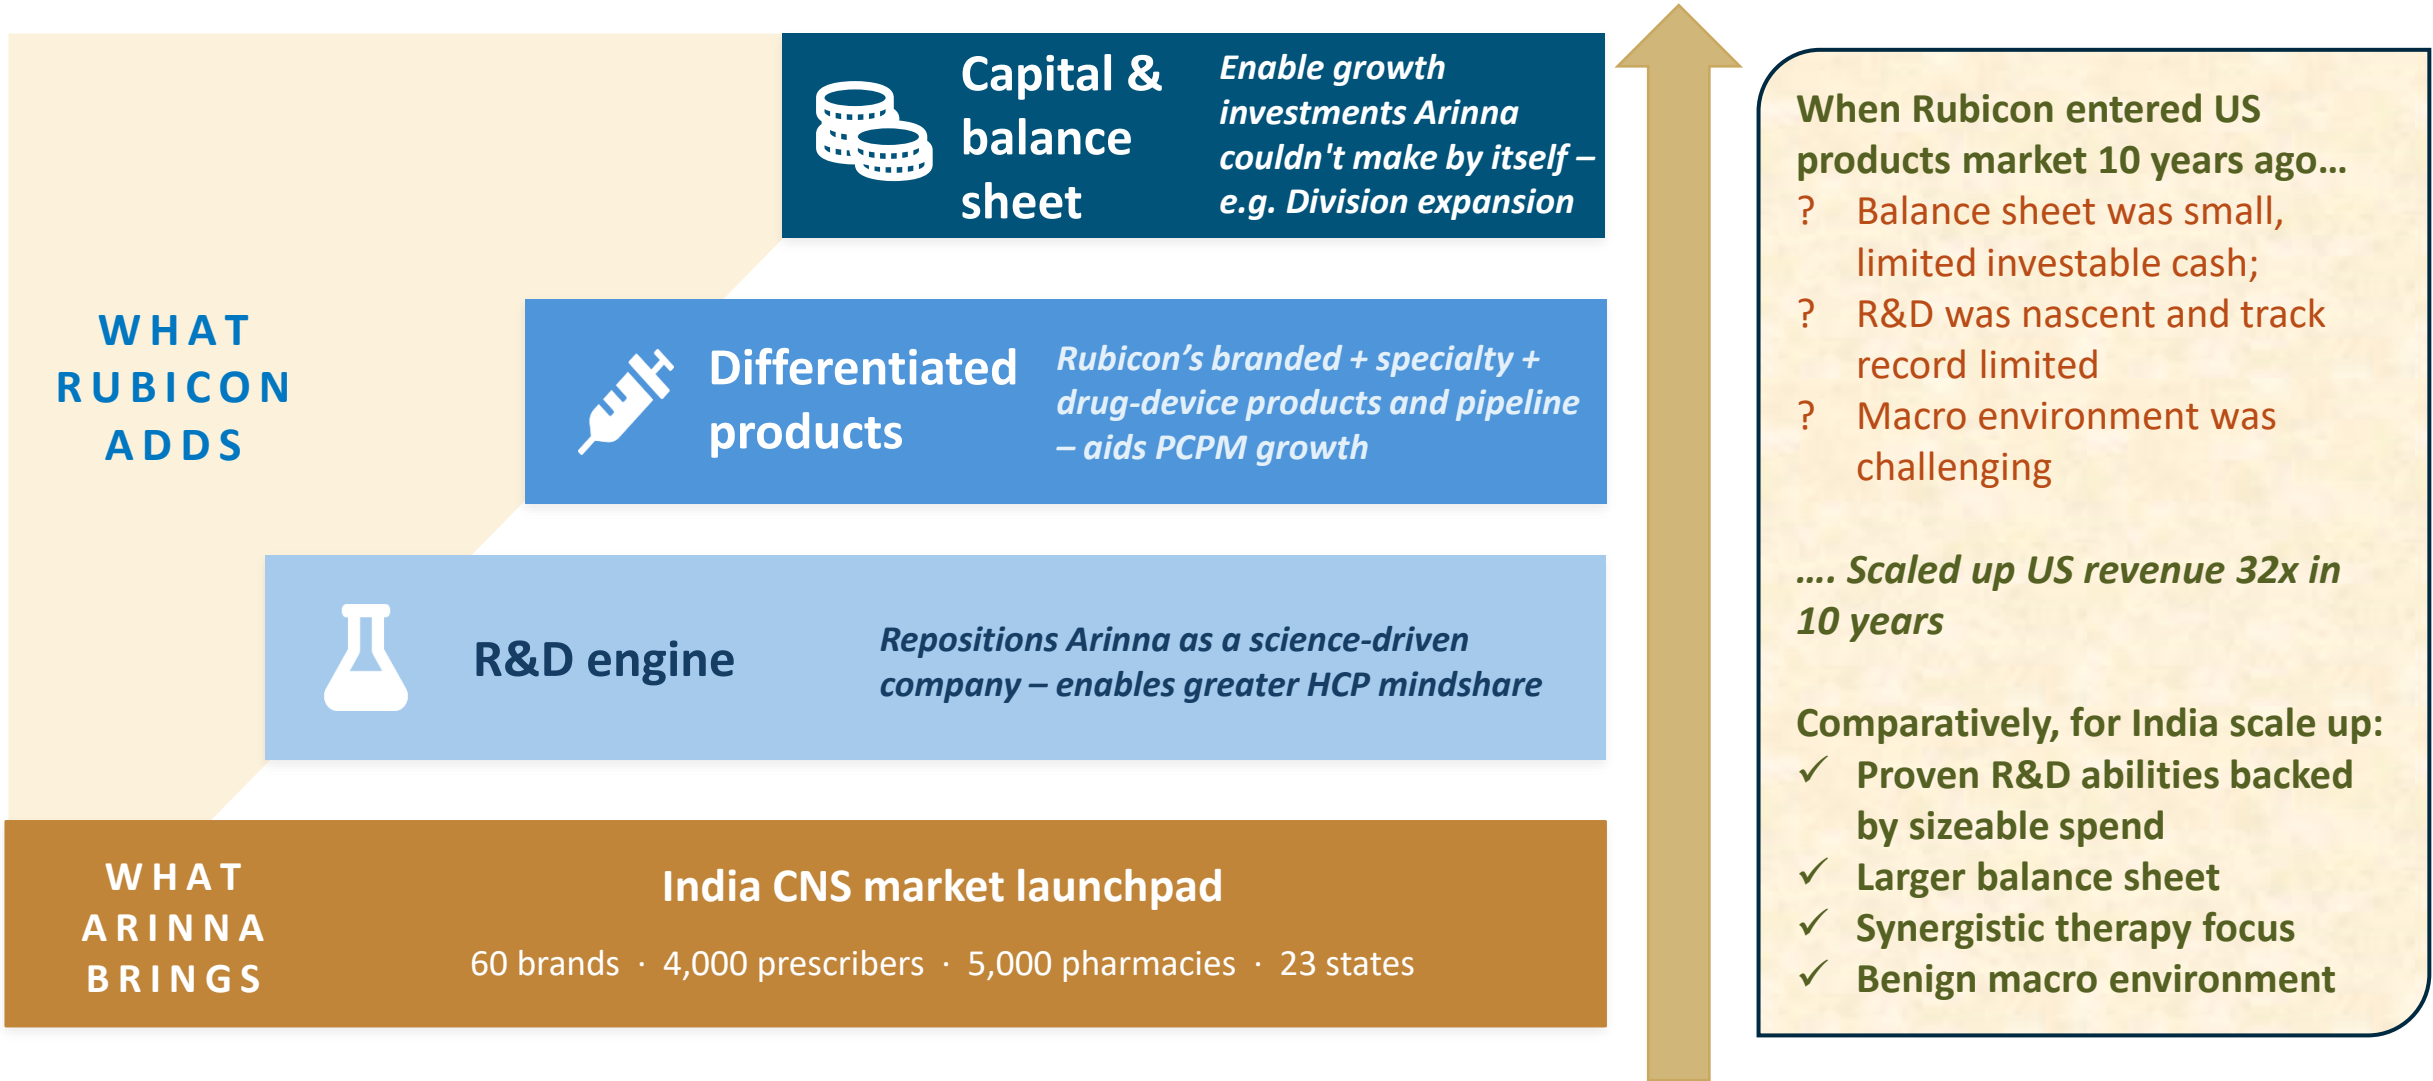 Capital &
balance
sheet
Enable growth
investments Arinna
couldn't make by itself –
e.g. Division expansion
WHAT
RUBICON
ADDS
Differentiated
products
Rubicon’s branded + specialty +
drug-device products and pipeline
– aids PCPM growth
R&D engine
Repositions Arinna as a science-driven
company – enables greater HCP mindshare
WHAT
ARINNA
BRINGS
India CNS market launchpad
60 brands · 4,000 prescribers · 5,000 pharmacies · 23 states
When Rubicon entered US
products market 10 years ago…
? Balance sheet was small,
limited investable cash;
? R&D was nascent and track
record limited
? Macro environment was
challenging
…. Scaled up US revenue 32x in
10 years
Comparatively, for India scale up:
✓ Proven R&D abilities backed
by sizeable spend
✓ Larger balance sheet
✓ Synergistic therapy focus
✓ Benign macro environment